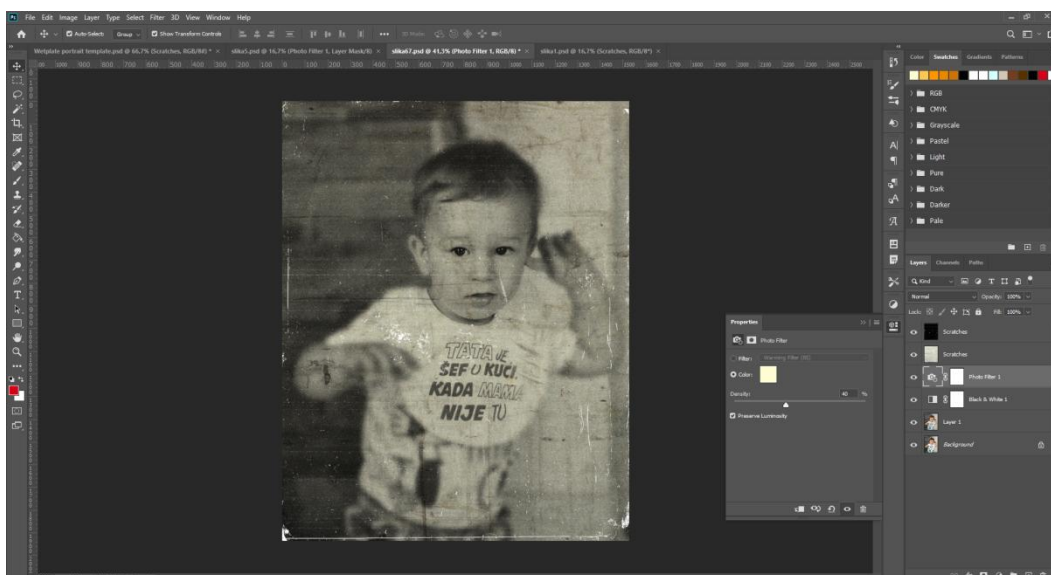 File Edit Image Layer Type Select Filter 3D View Window Help
Auto-Select: Group Show Transform Controls 3D Mode:
Wetplate portrait template.psd @ 66,7% (Scratches, RGB/8#) * × slika5.psd @ 16,7% (Photo Filter 1, Layer Mask/8) × slika67.psd @ 41,3% (Photo Filter 1, RGB/8) * × slika1.psd @ 16,7% (Scratches, RGB/8*) ×
TATA JE
ŠEF U KUĆI,
KADA MAMA
NIJE TU
Color Swatches Gradients Patterns
RGB
CMYK
Grayscale
Pastel
Light
Pure
Dark
Darker
Pale
Properties
Photo Filter
Filter:
Color:
Density: 40 %
Preserve Luminosity
Layers Channels Paths
Kind
Normal Opacity: 100%
Lock: Fill: 100%
Scratches
Scratches
Photo Filter 1
Black & White 1
Layer 1
Background